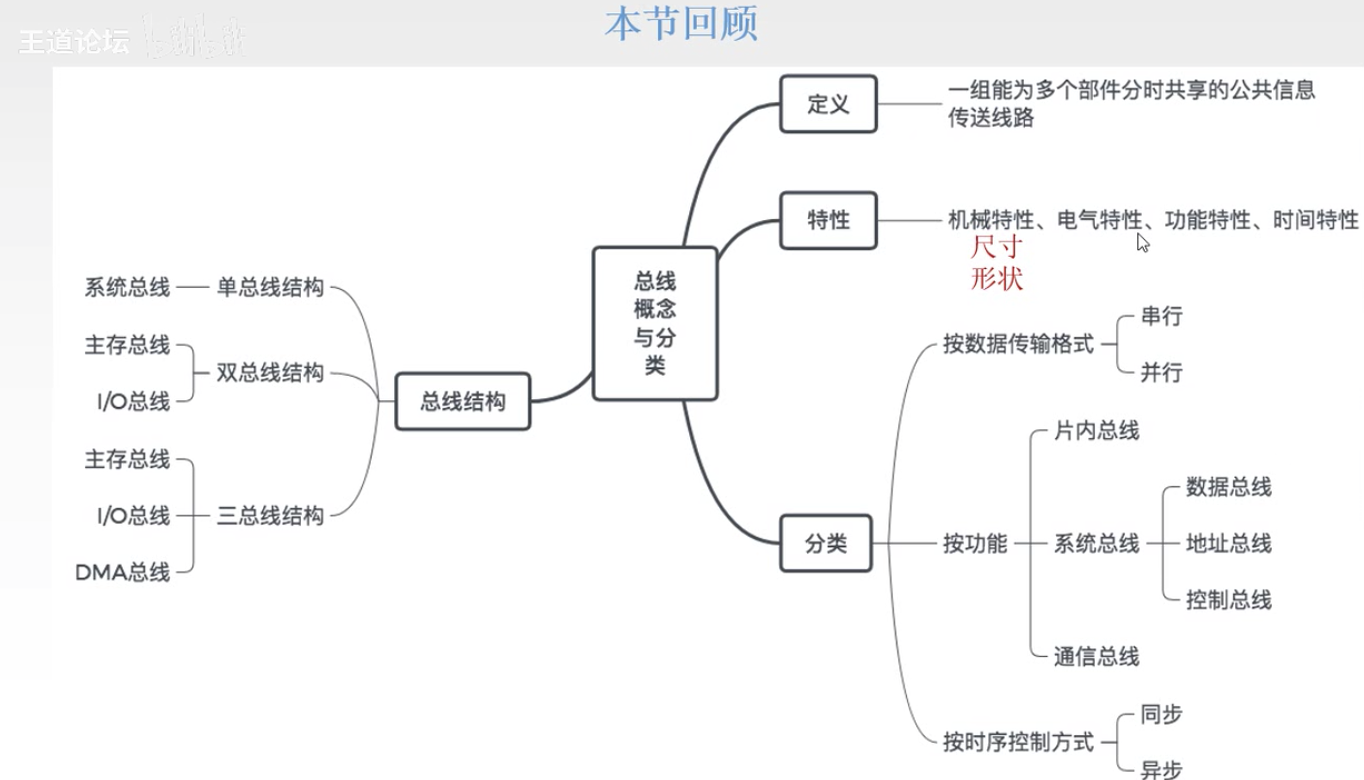 本节回顾
王道论坛
定义
一组能为多个部件分时共享的公共信息
传送线路
特性
机械特性、电气特性、功能特性、时间特性
尺寸
形状
总线
概念
与分
类
总线结构
单总线结构
系统总线
双总线结构
主存总线
I/O总线
三总线结构
主存总线
I/O总线
DMA总线
分类
按数据传输格式
串行
并行
按功能
片内总线
系统总线
数据总线
地址总线
控制总线
通信总线
按时序控制方式
同步
异步